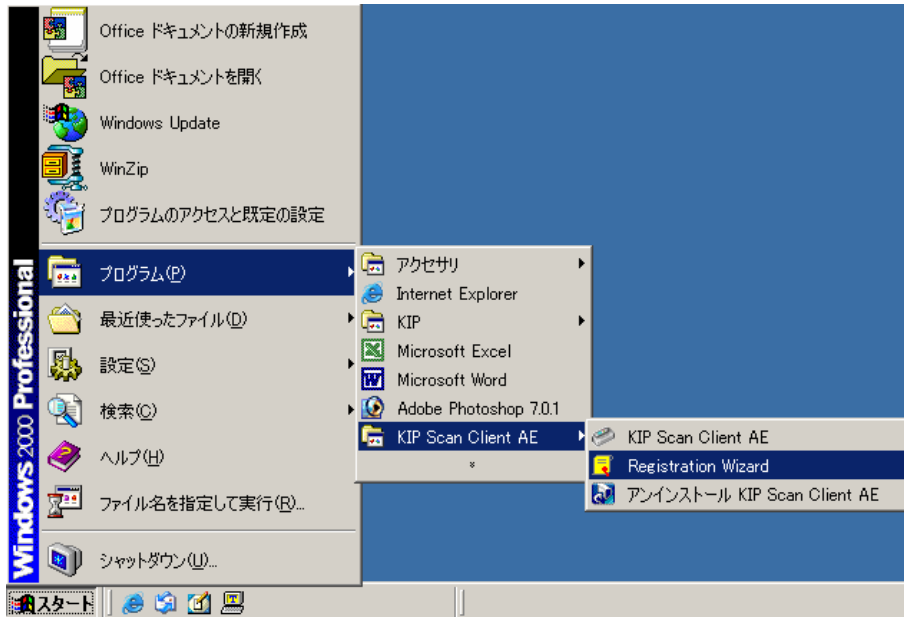 Office ドキュメントの新規作成
Office ドキュメントを開く
Windows Update
WinZip
プログラムのアクセスと既定の設定
プログラム(P)
最近使ったファイル(D)
設定(S)
検索(C)
ヘルプ(H)
ファイル名を指定して実行(R)...
シャットダウン(U)...
Windows 2000 Professional
アクセサリ
Internet Explorer
KIP
Microsoft Excel
Microsoft Word
Adobe Photoshop 7.0.1
KIP Scan Client AE
KIP Scan Client AE
Registration Wizard
アンインストール KIP Scan Client AE
スタート